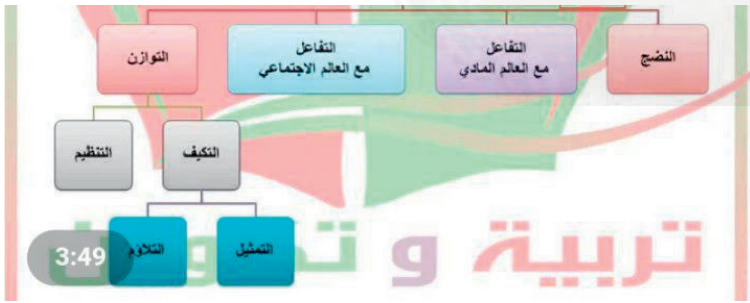 النضج
التفاعل
مع العالم المادي
التفاعل
مع العالم الاجتماعي
التوازن
التكيف
التنظيم
التمثيل
التلاؤم
تربية و
3:49